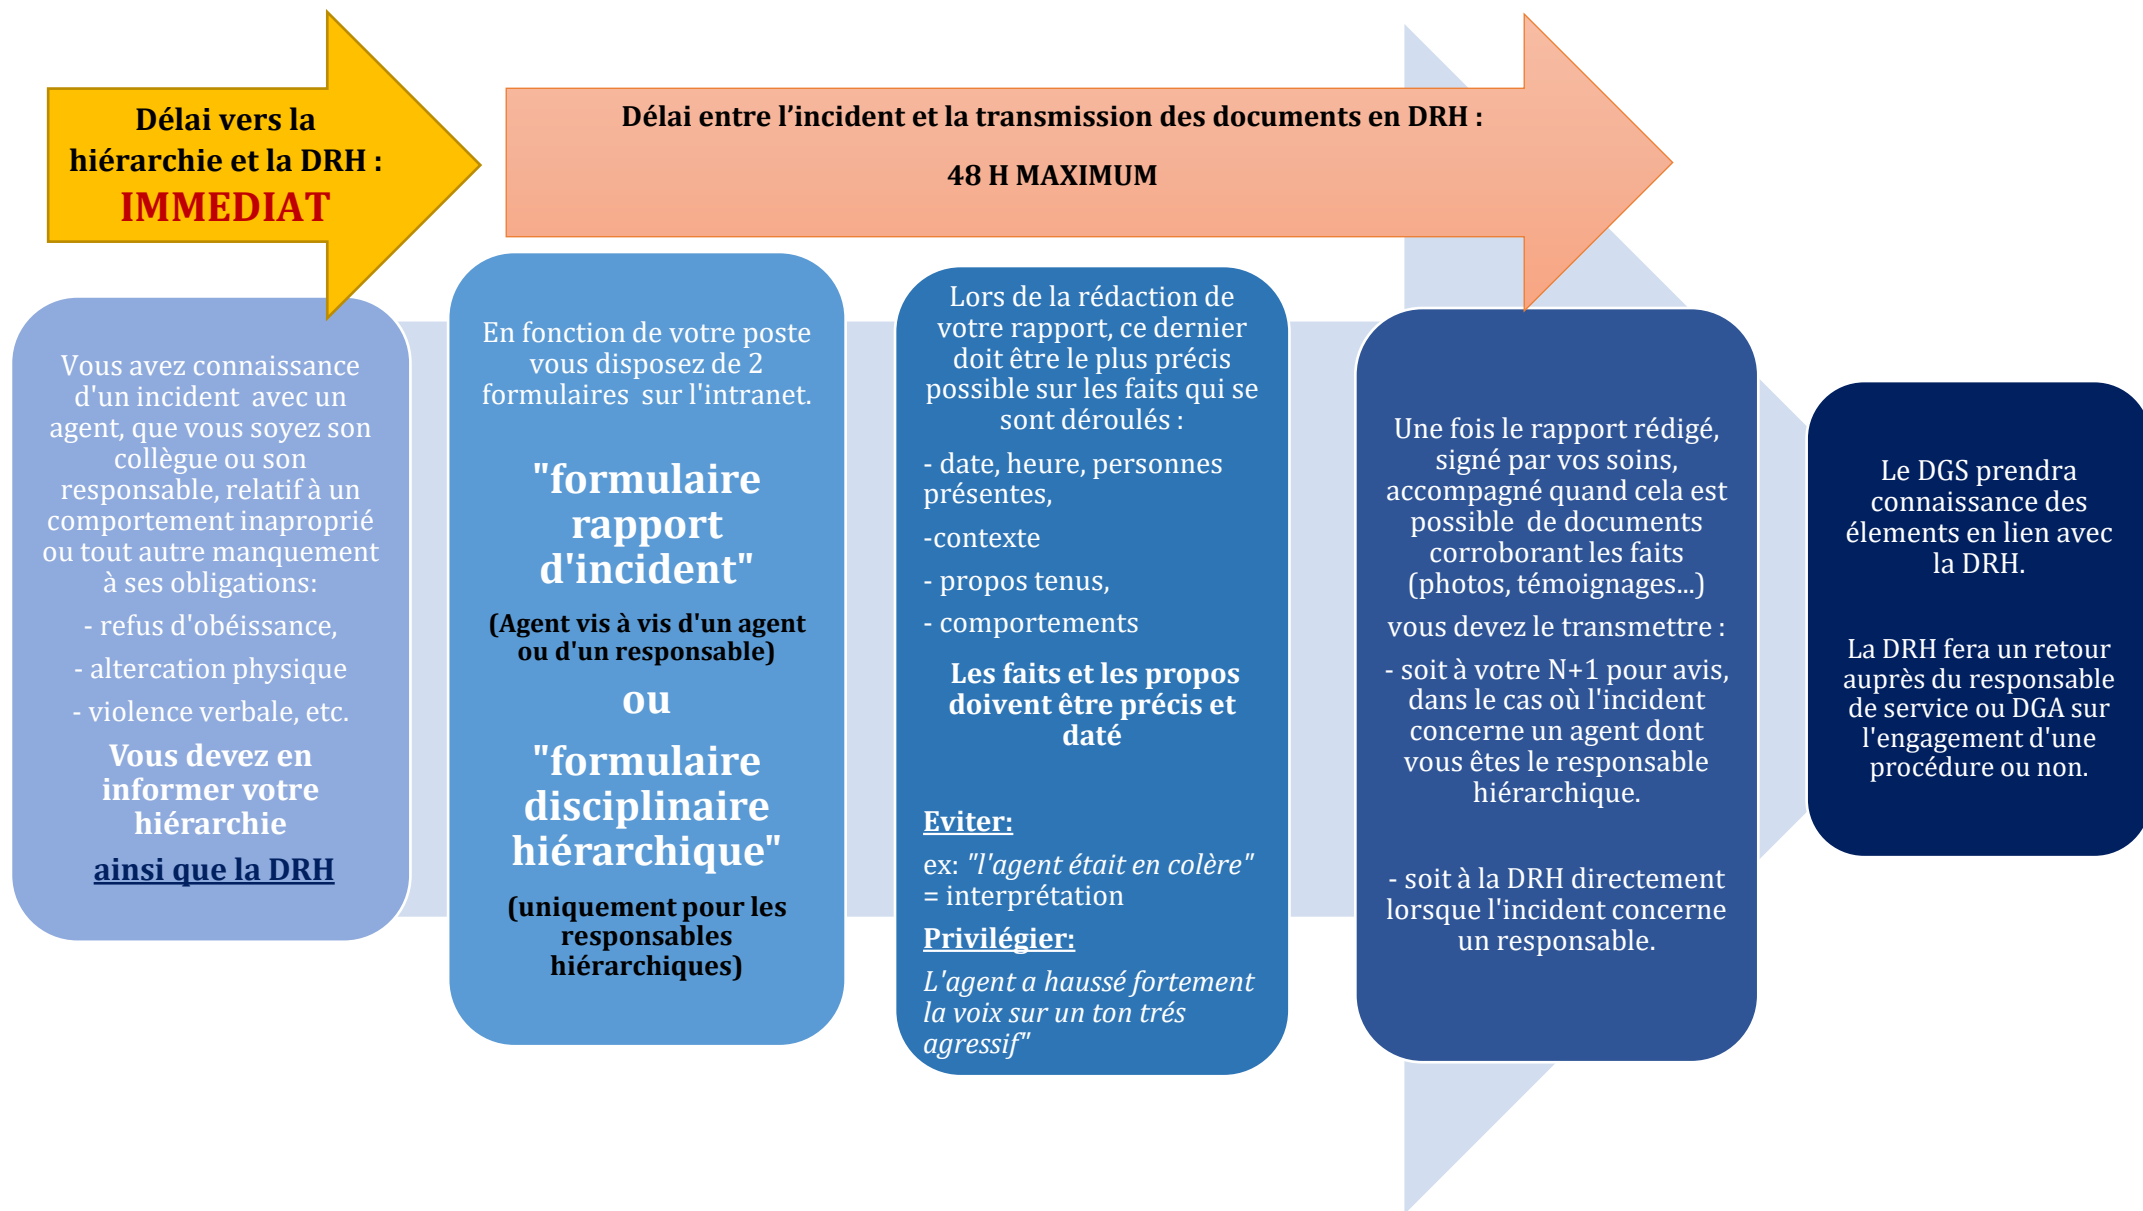 Délai vers la
hiérarchie et la DRH :
IMMEDIAT
Délai entre l’incident et la transmission des documents en DRH :
48 H MAXIMUM
Vous avez connaissance
d'un incident  avec un
agent, que vous soyez son
collègue ou son
responsable, relatif à un
comportement inaproprié
ou tout autre manquement
à ses obligations:
- refus d'obéissance,
- altercation physique
- violence verbale, etc.
Vous devez en
informer votre
hiérarchie
ainsi que la DRH
En fonction de votre poste
vous disposez de 2
formulaires  sur l'intranet.
"formulaire
rapport
d'incident"
(Agent vis à vis d'un agent
ou d'un responsable)
ou
"formulaire
disciplinaire
hiérarchique"
(uniquement pour les
responsables
hiérarchiques)
Lors de la rédaction de
votre rapport, ce dernier
doit être le plus précis
possible sur les faits qui se
sont déroulés :
- date, heure, personnes
présentes,
-contexte
- propos tenus,
- comportements
Les faits et les propos
doivent être précis et
daté
Eviter:
ex: "l'agent était en colère"
= interprétation
Privilégier:
L'agent a haussé fortement
la voix sur un ton trés
agressif"
Une fois le rapport rédigé,
signé par vos soins,
accompagné quand cela est
possible  de documents
corroborant les faits
(photos, témoignages...)
vous devez le transmettre :
- soit à votre N+1 pour avis,
dans le cas où l'incident
concerne un agent dont
vous êtes le responsable
hiérarchique.
- soit à la DRH directement
lorsque l'incident concerne
un responsable.
Le DGS prendra
connaissance des
élements en lien avec
la DRH.
La DRH fera un retour
auprès du responsable
de service ou DGA sur
l'engagement d'une
procédure ou non.